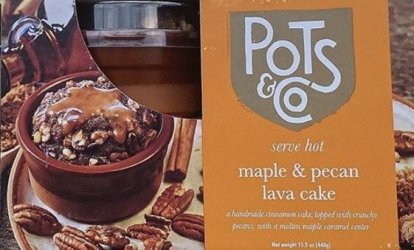 POTS
& CO
serve hot
maple & pecan
lava cake
a handmade cinnamon cake, topped with crunchy
pecans, with a molten maple caramel center
Net weight 15.5 oz (440g)